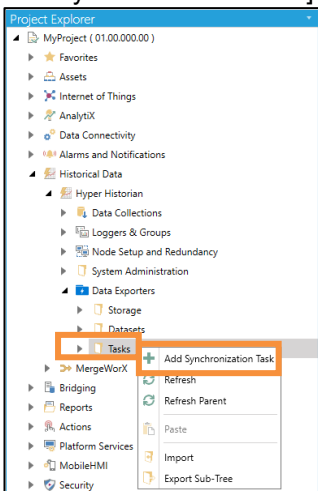 Project Explorer
MyProject ( 01.00.000.00 )
Favorites
Assets
Internet of Things
AnalytiX
Data Connectivity
Alarms and Notifications
Historical Data
Hyper Historian
Data Collections
Loggers & Groups
Node Setup and Redundancy
System Administration
Data Exporters
Storage
Datasets
Tasks
Add Synchronization Task
MergeWorX
Refresh
Bridging
Refresh Parent
Reports
Actions
Paste
Platform Services
MobileHMI
Import
Security
Export Sub-Tree